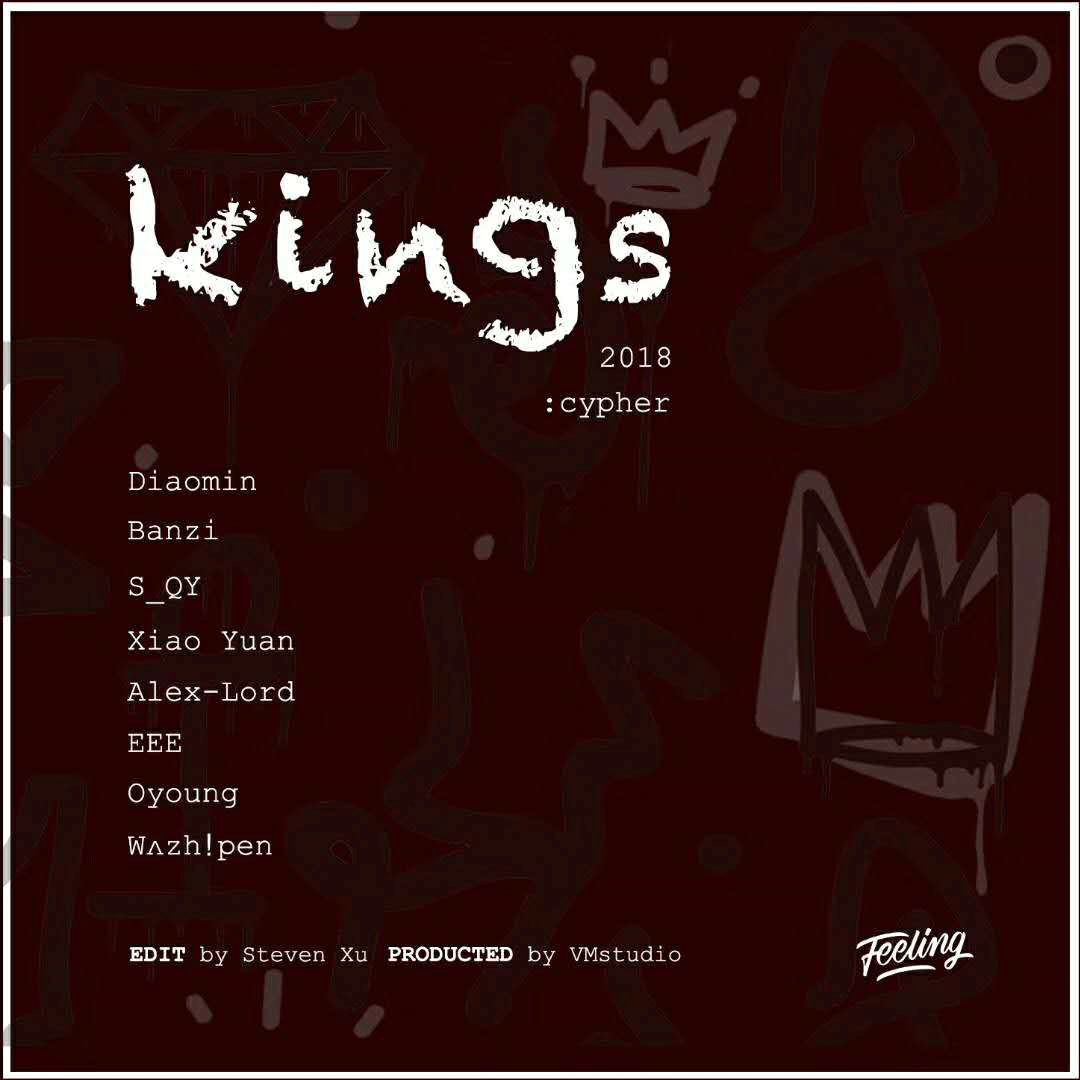 kings
2018
:cypher
Diaomin
Banzi
S_QY
Xiao Yuan
Alex-Lord
EEE
Oyoung
Wʌzh!pen
EDIT by Steven Xu PRODUCTED by VMstudio
Feeling